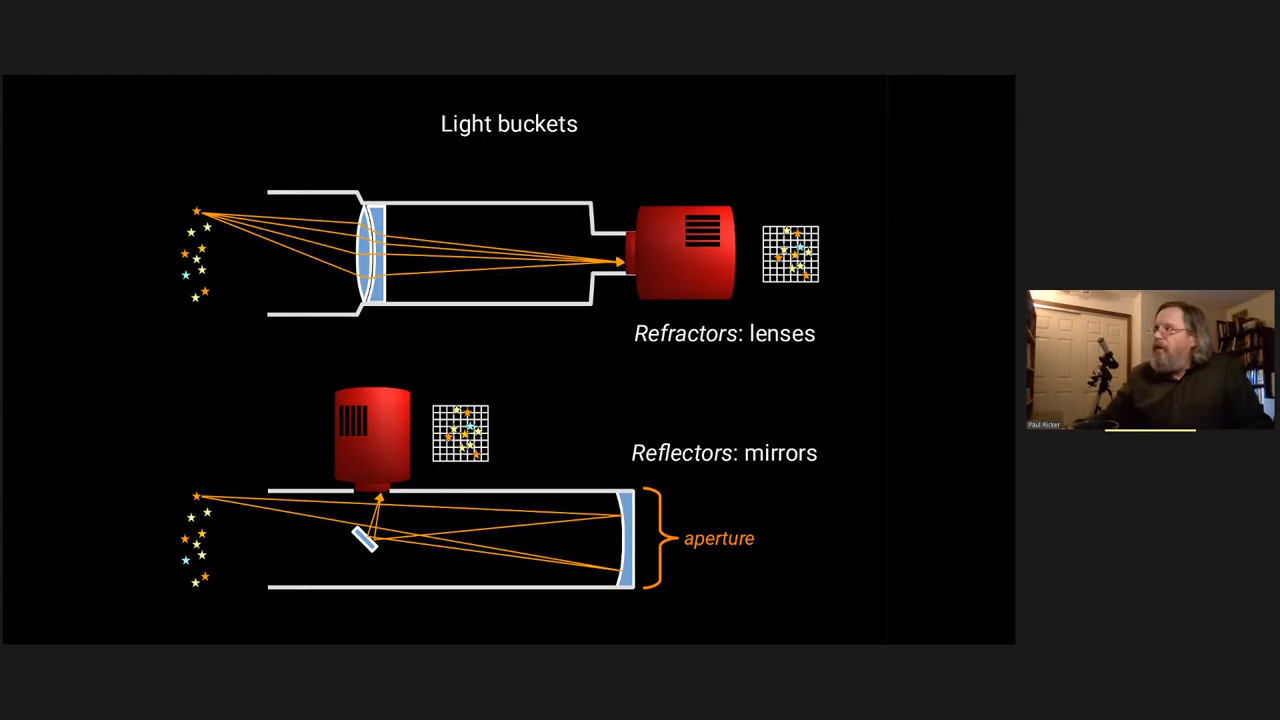 Light buckets
Refractors: lenses
Reflectors: mirrors
aperture
Paul Ricker